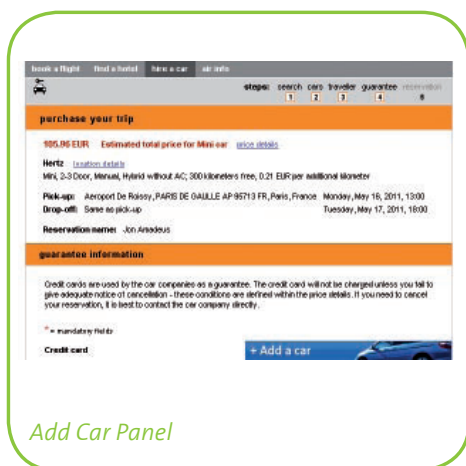 book a flight find a hotel hire a car air info
steps: search cars traveler guarantee reservation
1 2 3 4 5
purchase your trip
105.96 EUR Estimated total price for Mini car price details
Hertz location details
Mini, 2-3 Door, Manual, Hybrid without AC; 300 kilometers free, 0.21 EUR per additional kilometer
Pick-up: Aeroport De Roissy, PARIS DE GAULLE AP 95713 FR, Paris, France Monday, May 16, 2011, 13:00
Drop-off: Same as pick-up Tuesday, May 17, 2011, 18:00
Reservation name: Jon Amadeus
guarantee information
Credit cards are used by the car companies as a guarantee. The credit card will not be charged unless you fail to
give adequate notice of cancellation - these conditions are defined within the price details. If you need to cancel
your reservation, it is best to contact the car company directly.
* = mandatory fields
Credit card + Add a car
Add Car Panel